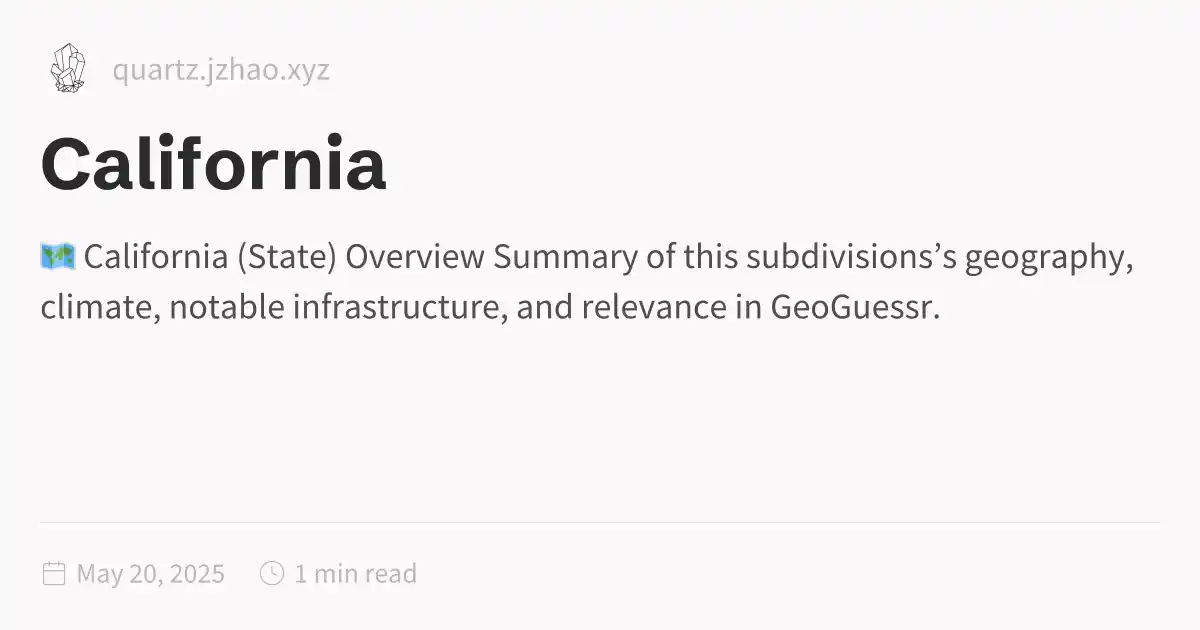 quartz.jzhao.xyz
California
🗺️ California (State) Overview Summary of this subdivisions’s geography,
climate, notable infrastructure, and relevance in GeoGuessr.
May 20, 2025 1 min read